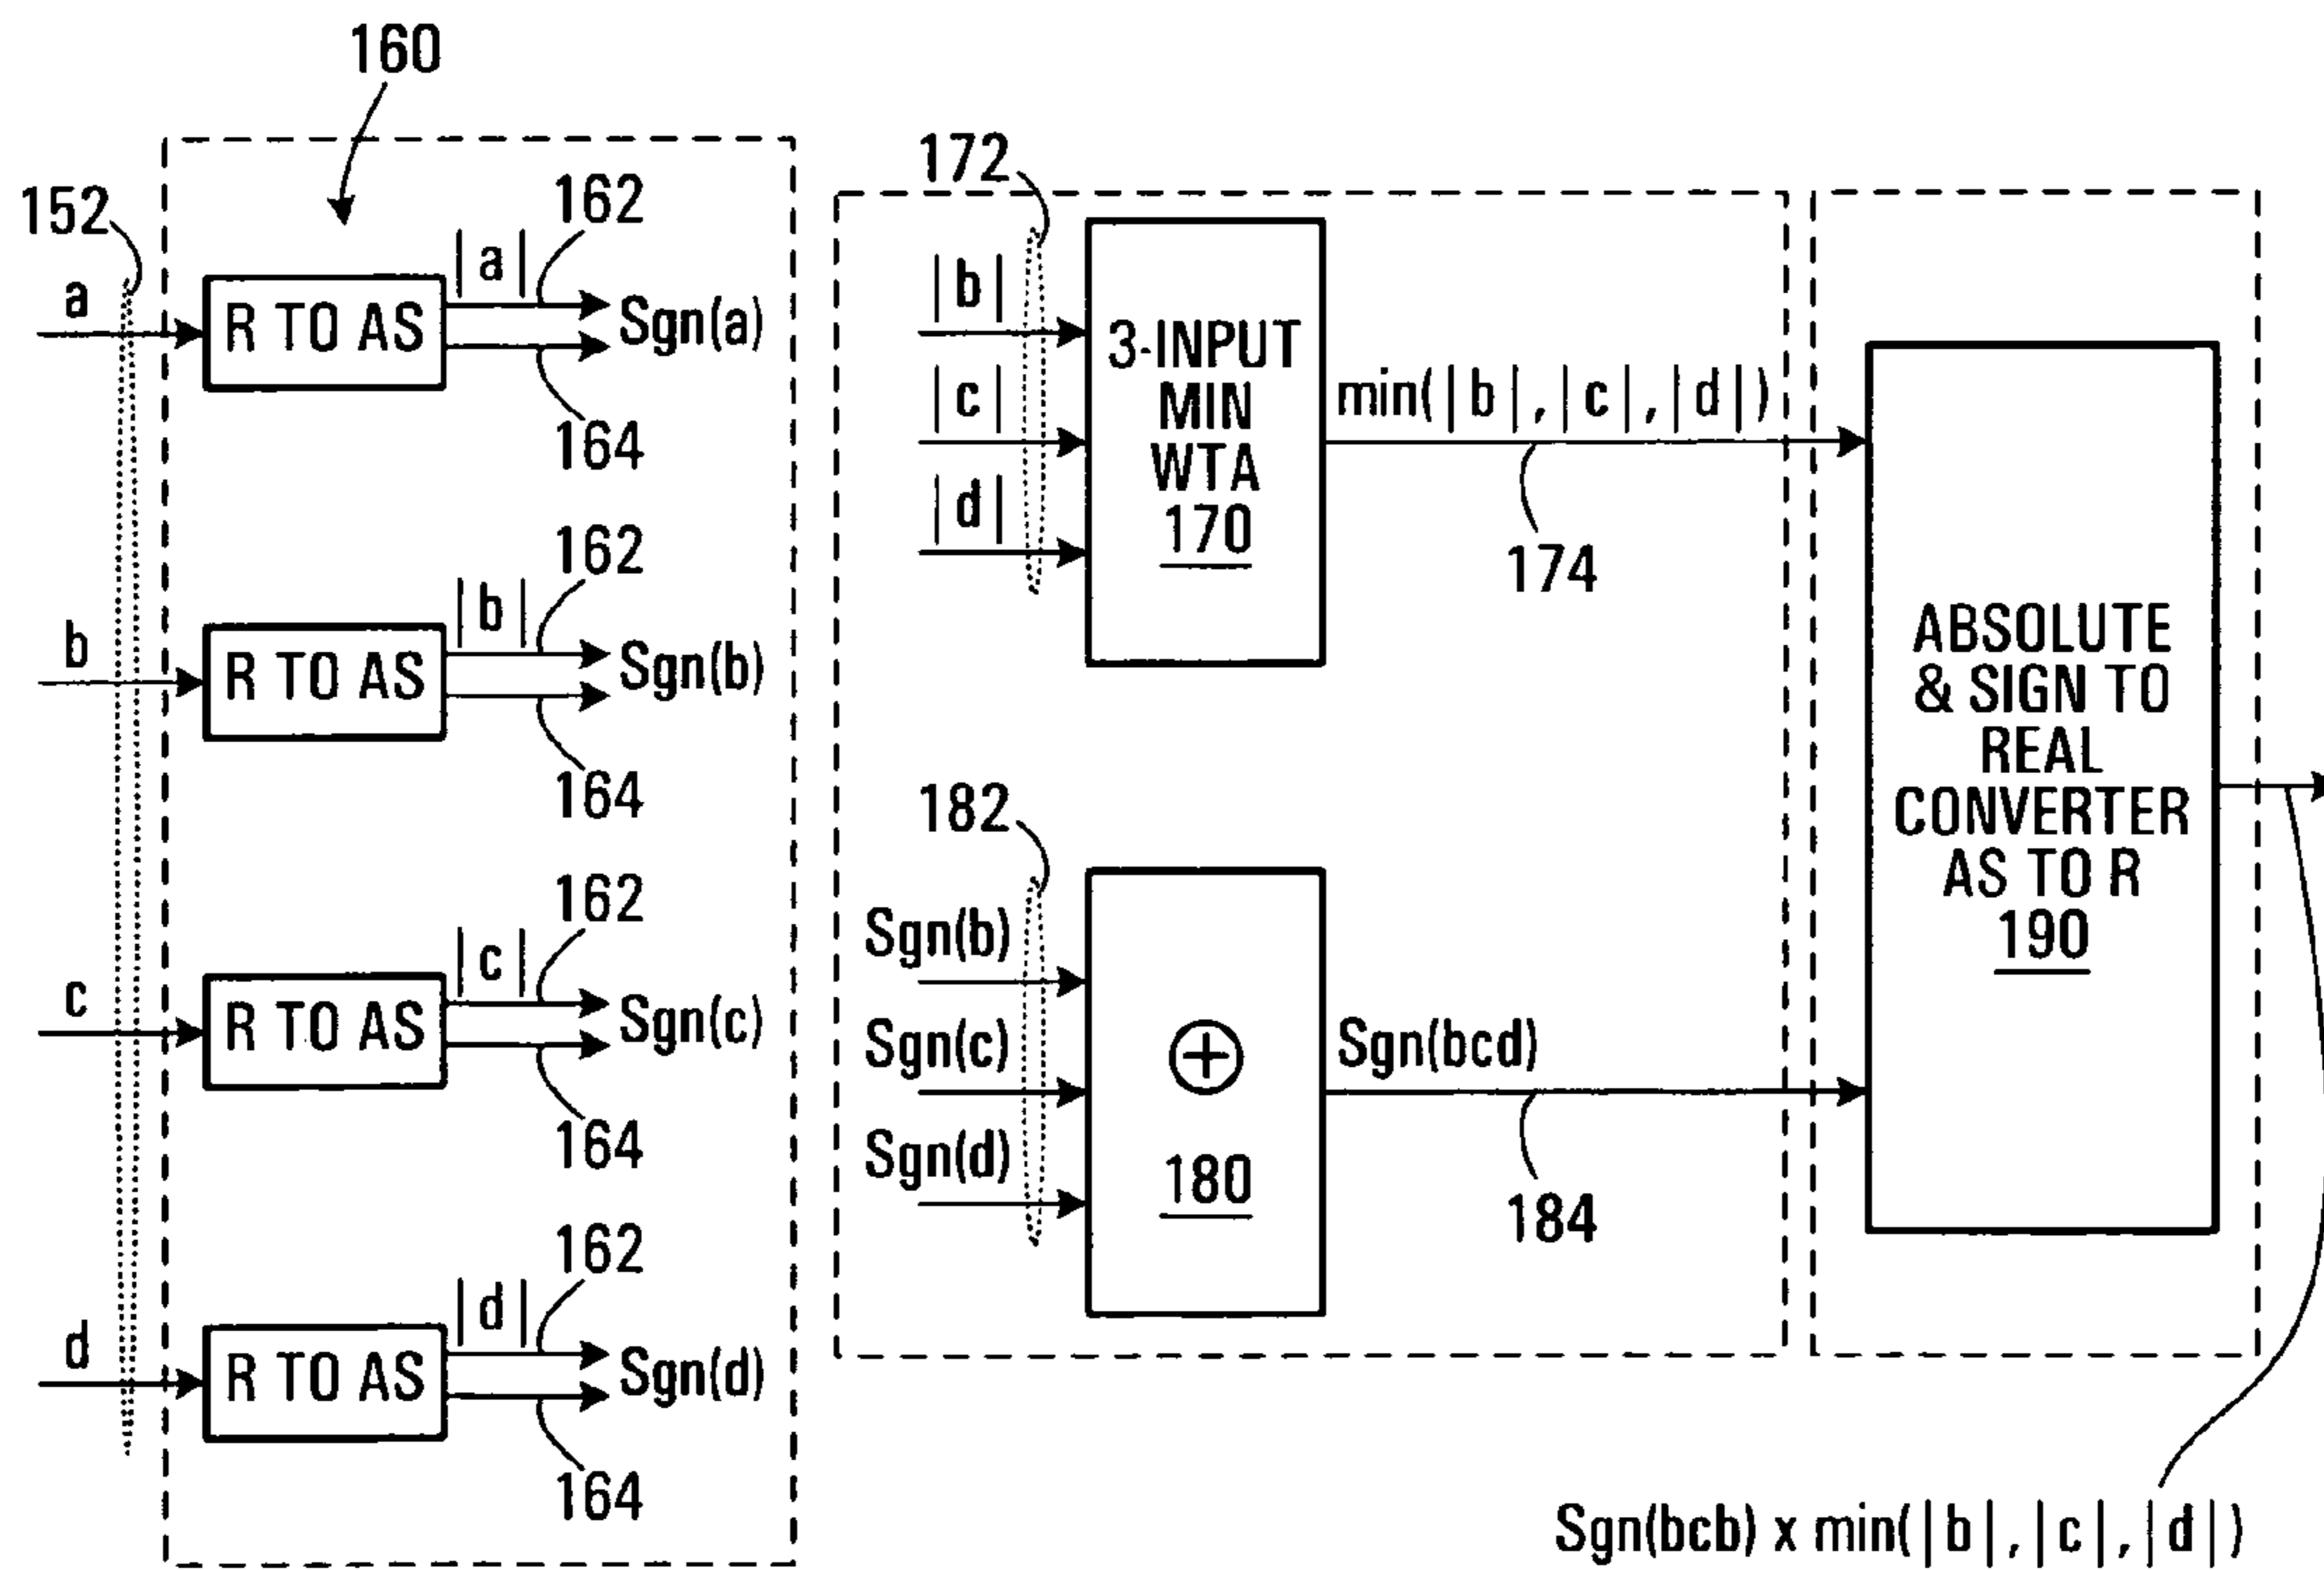 160
152
a
R TO AS
|a|
162
Sgn(a)
164
b
R TO AS
|b|
162
Sgn(b)
164
c
R TO AS
|c|
162
Sgn(c)
164
d
R TO AS
|d|
162
Sgn(d)
164
172
|b|
|c|
|d|
3-INPUT
MIN
WTA
170
min(|b|,|c|,|d|)
174
182
Sgn(b)
Sgn(c)
Sgn(d)
⊕
180
Sgn(bcd)
184
ABSOLUTE
& SIGN TO
REAL
CONVERTER
AS TO R
190
Sgn(bcb) x min(|b|,|c|,|d|)